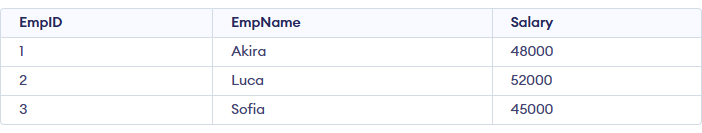 EmpID EmpName Salary
1 Akira 48000
2 Luca 52000
3 Sofia 45000